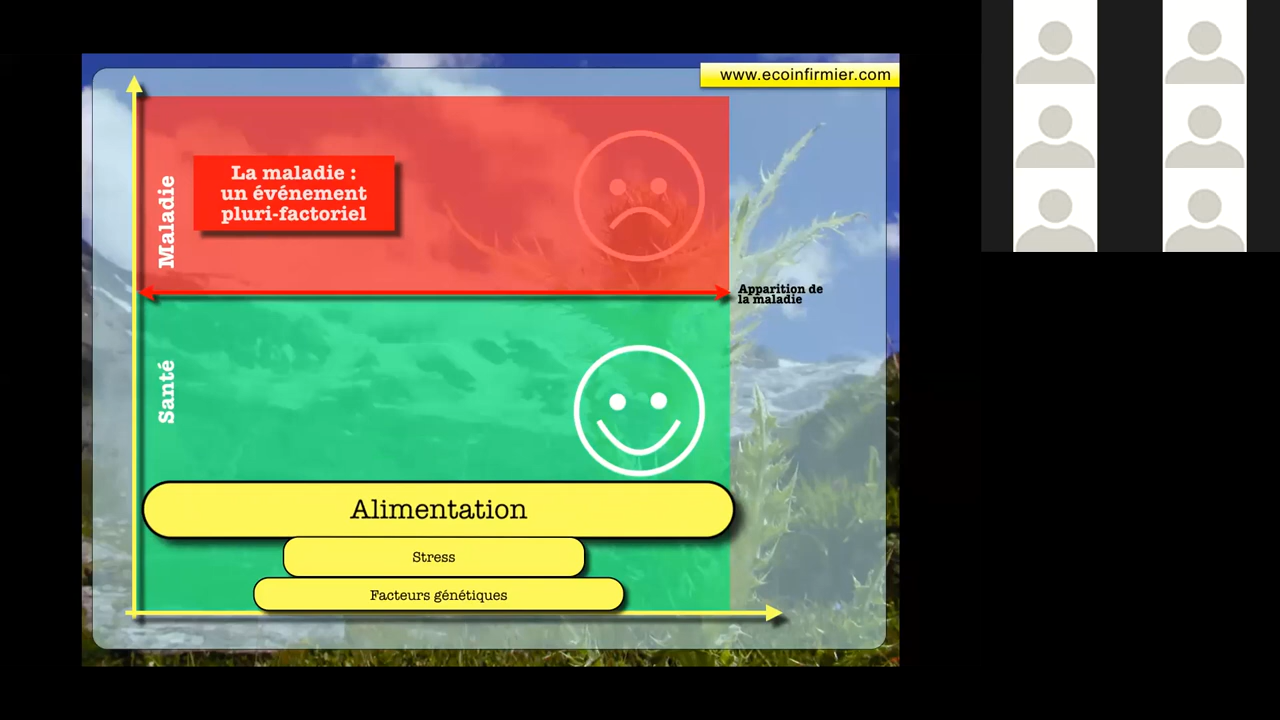 www.ecoinfirmier.com
La maladie :
un événement
pluri-factoriel
Maladie
Apparition de
la maladie
Santé
Alimentation
Stress
Facteurs génétiques